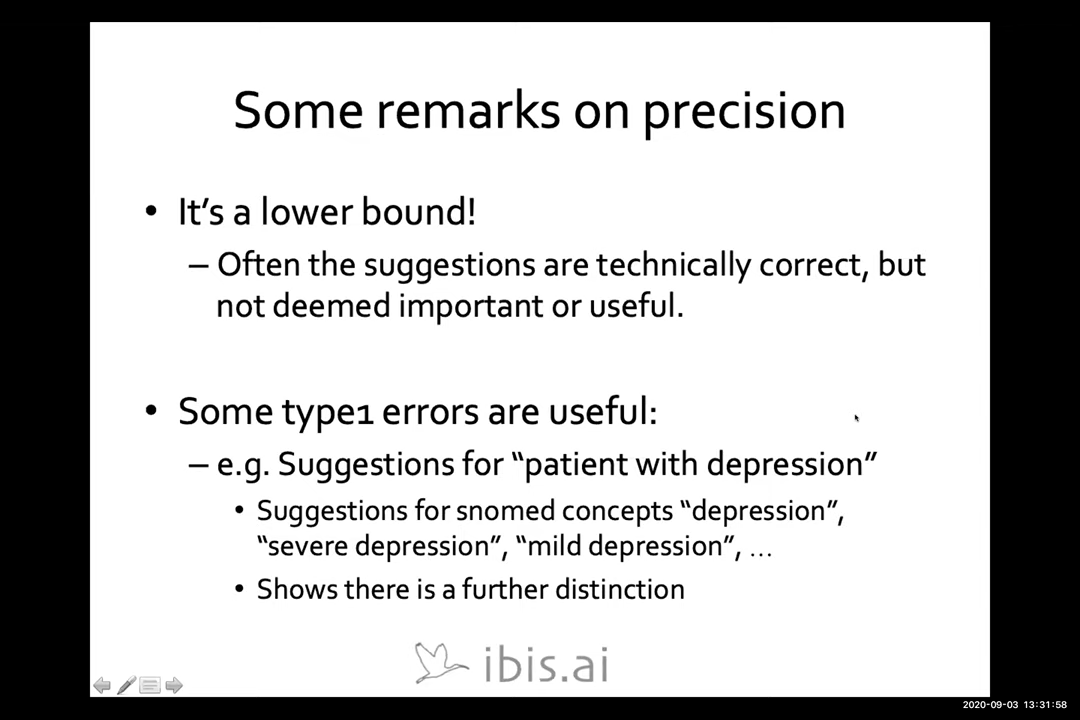 Some remarks on precision
• It's a lower bound!
– Often the suggestions are technically correct, but
not deemed important or useful.
• Some type1 errors are useful:
– e.g. Suggestions for “patient with depression”
• Suggestions for snomed concepts “depression”,
“severe depression”, “mild depression”, …
• Shows there is a further distinction
ibis.ai
2020-09-03 13:31:58